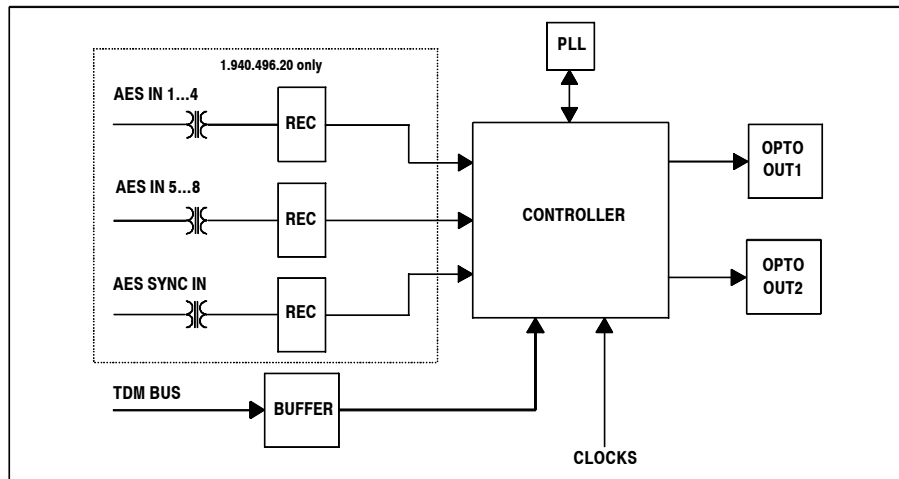 1.940.496.20 only
PLL
AES IN 1...4
REC
OPTO
OUT1
AES IN 5...8
REC
CONTROLLER
OPTO
OUT2
AES SYNC IN
REC
TDM BUS
BUFFER
CLOCKS